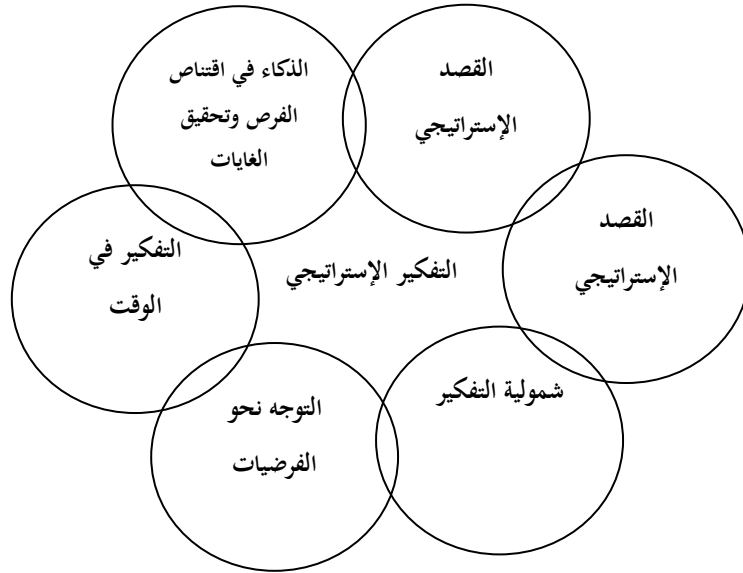 القصد
الإستراتيجي
الذكاء في اقتناص
الفرص وتحقيق
الغايات
القصد
الإستراتيجي
التفكير الإستراتيجي
التفكير في
الوقت
شمولية التفكير
التوجه نحو
الفرضيات